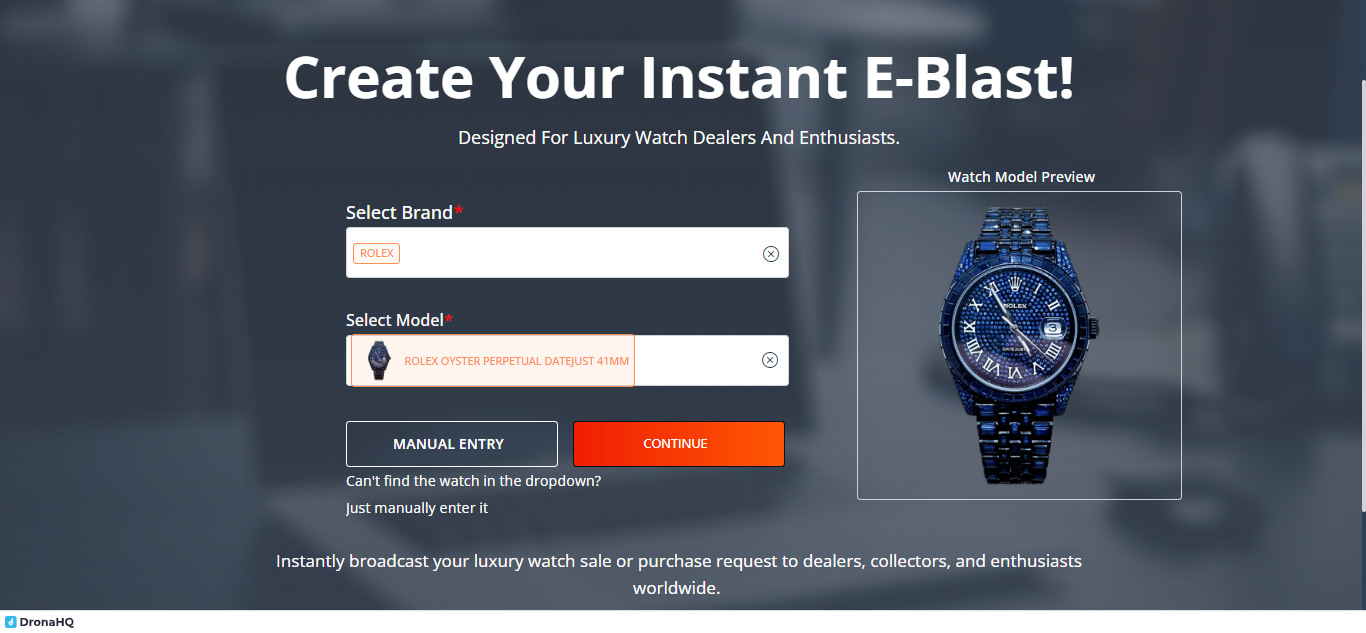 Create Your Instant E-Blast!
Designed For Luxury Watch Dealers And Enthusiasts.
Watch Model Preview
Select Brand*
ROLEX
Select Model*
ROLEX OYSTER PERPETUAL DATEJUST 41MM
MANUAL ENTRY
CONTINUE
Can't find the watch in the dropdown?
Just manually enter it
ROLEX
3
Instantly broadcast your luxury watch sale or purchase request to dealers, collectors, and enthusiasts
worldwide.
DronaHQ